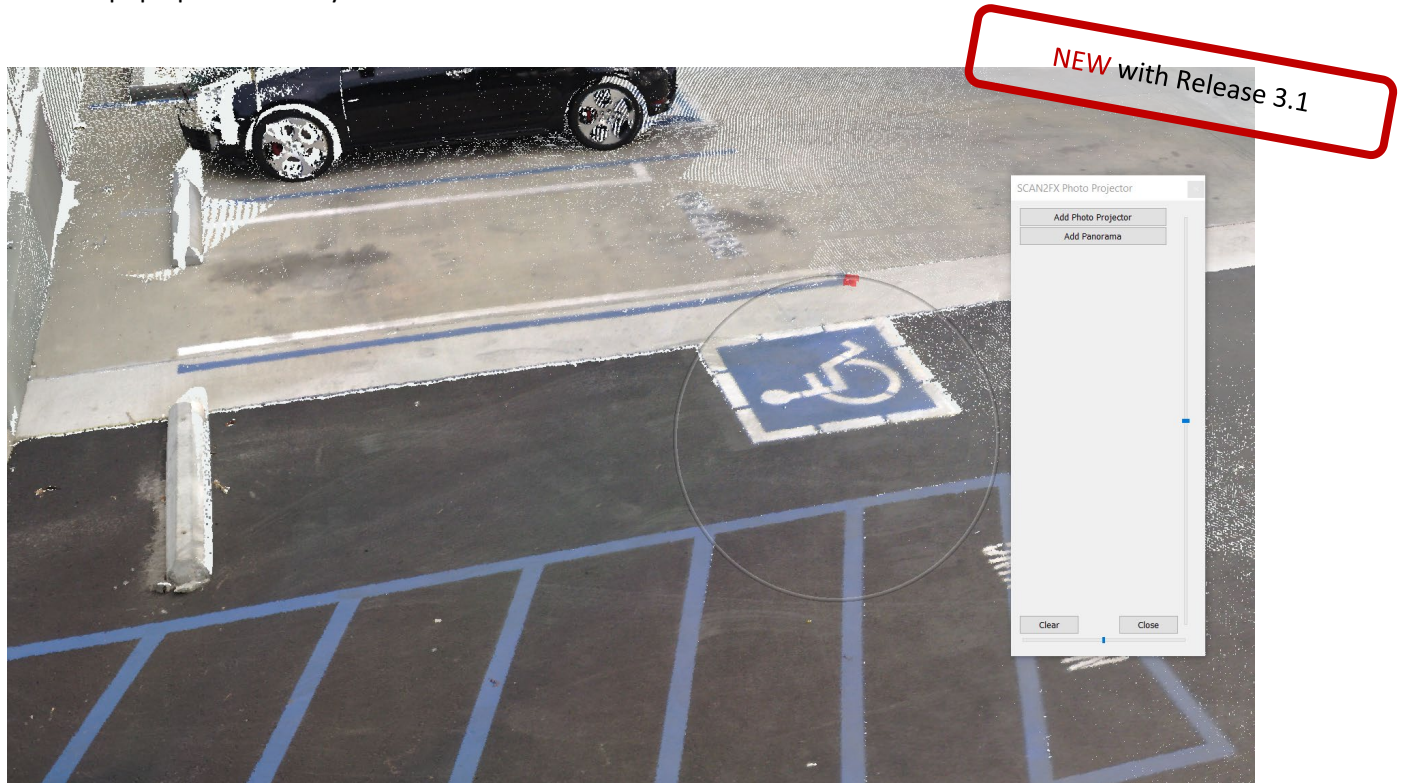 NEW with Release 3.1
SCAN2FX Photo Projector
Add Photo Projector
Add Panorama
Clear
Close